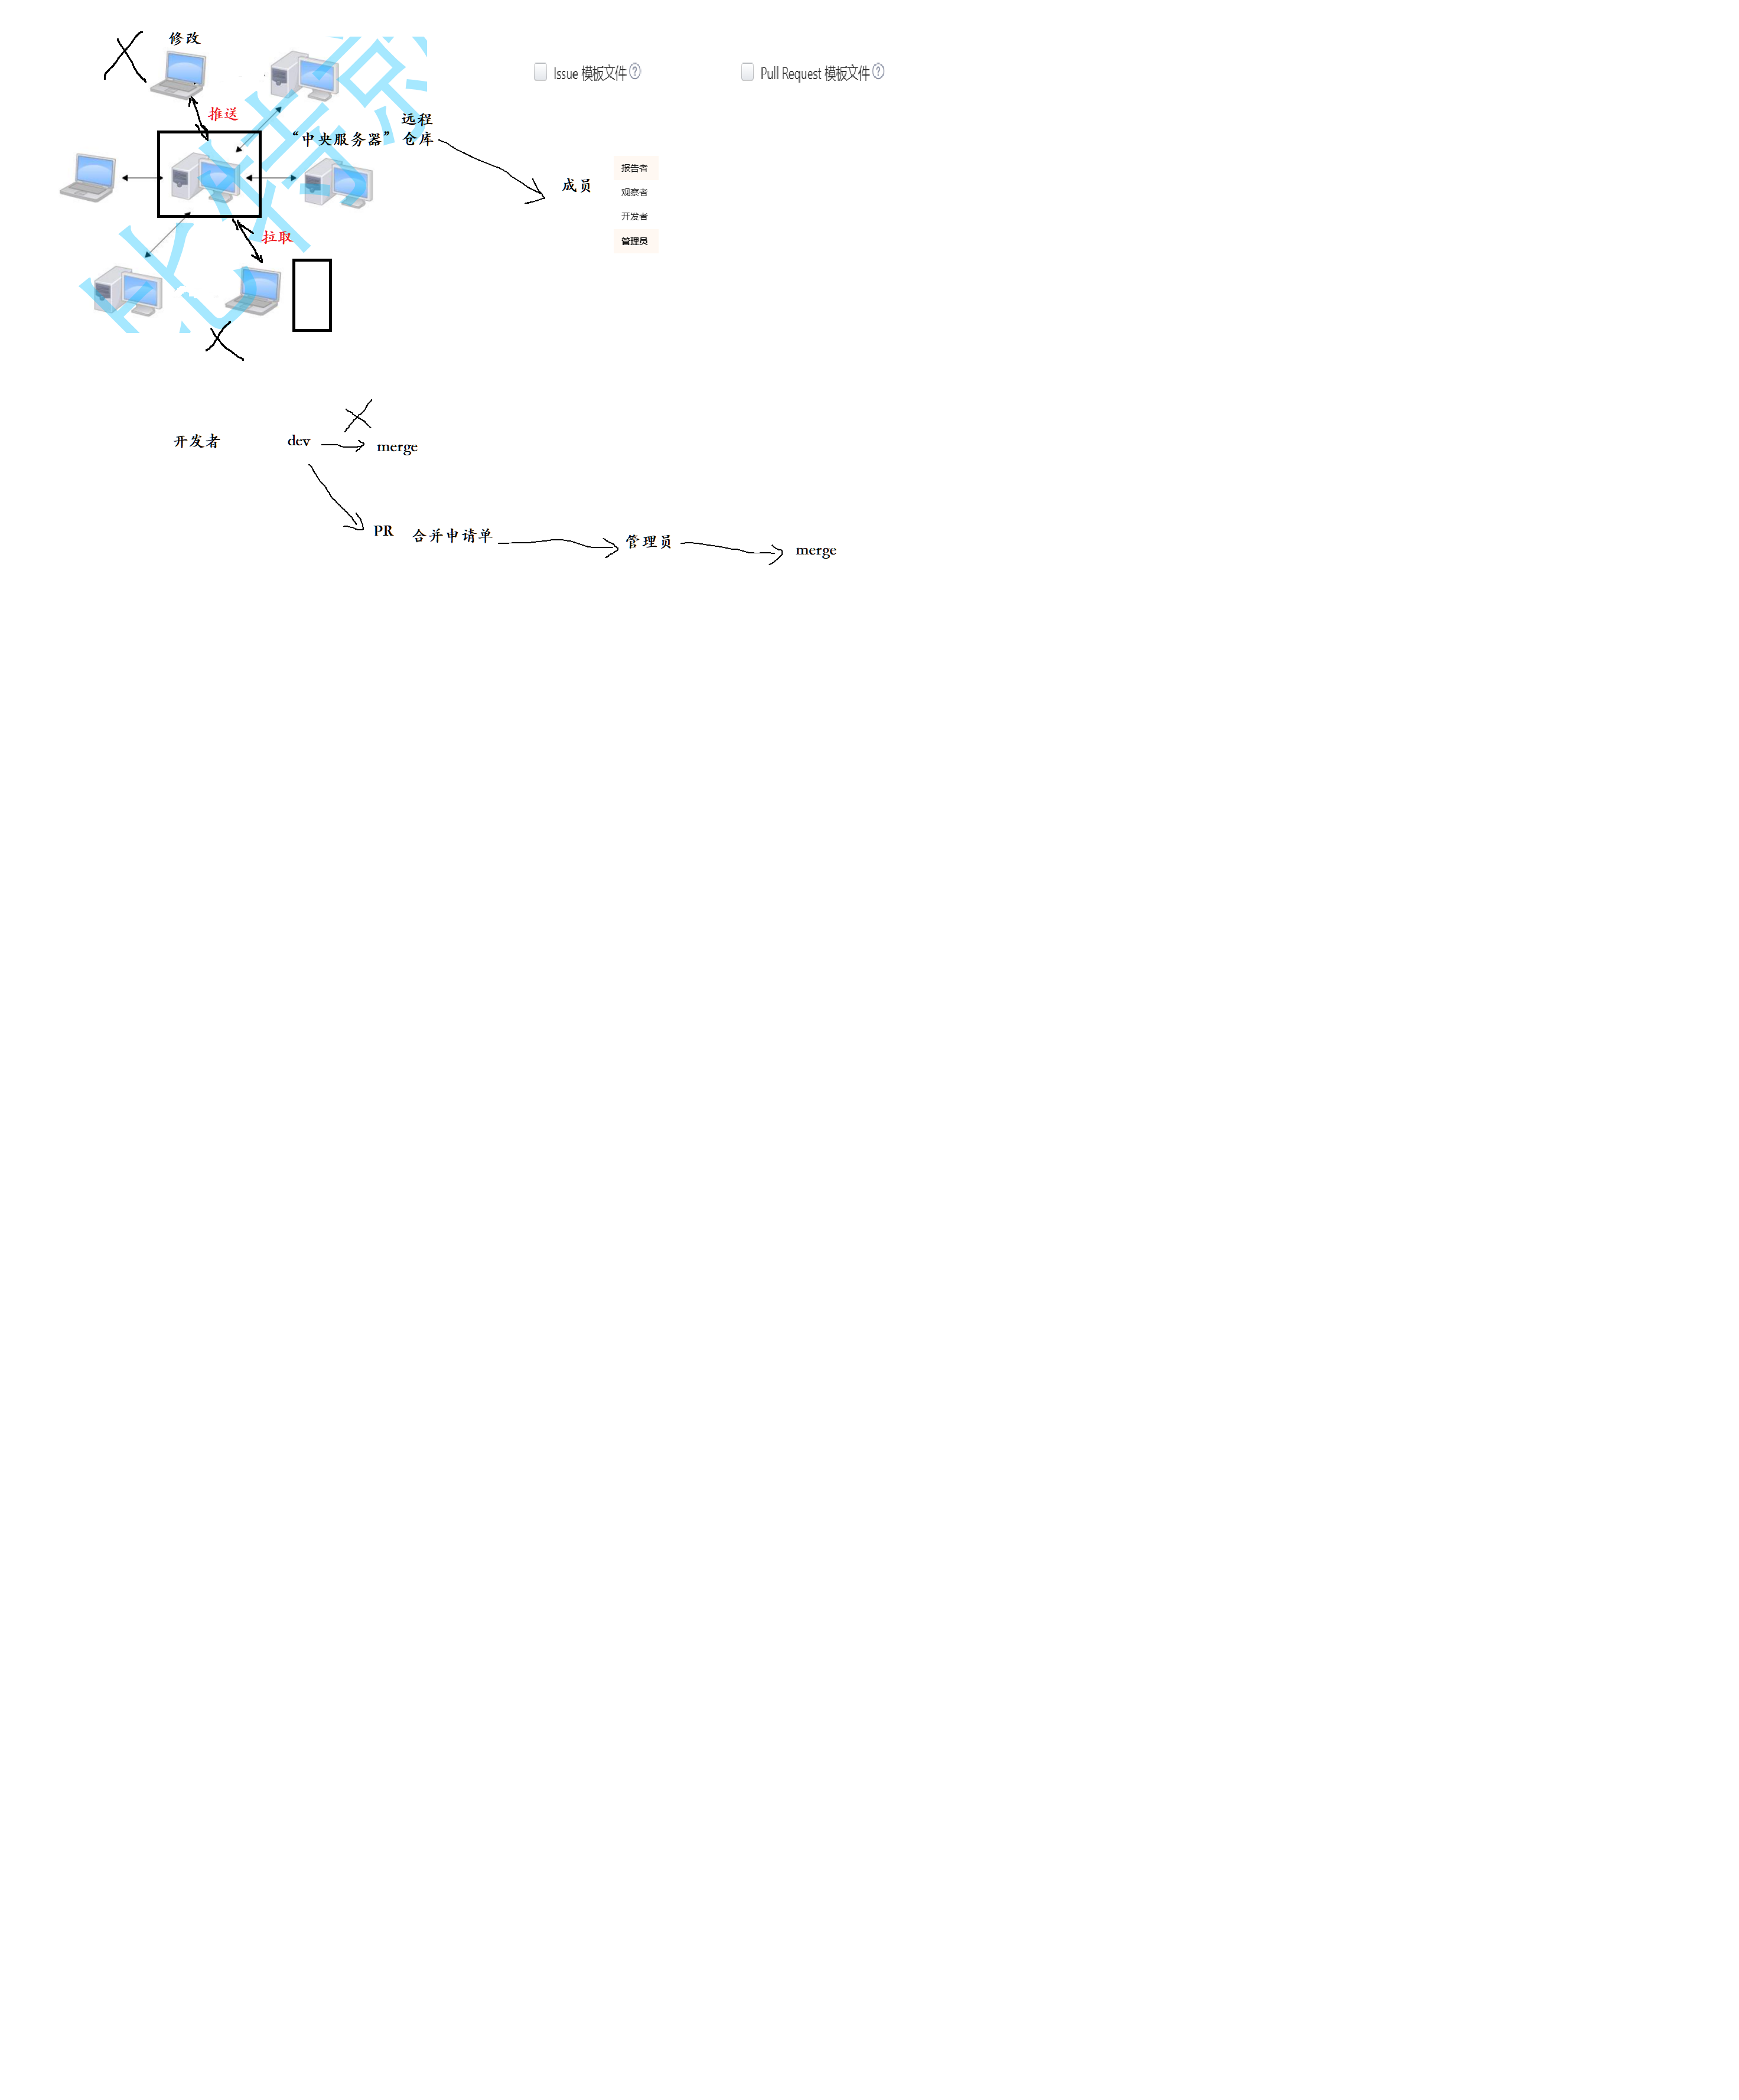 修改
Issue 模板文件?
Pull Request 模板文件?
推送
远程
“中央服务器” 仓库
成员
报告者
观察者
开发者
管理员
拉取
开发者 dev merge
PR 合并申请单 管理员 merge